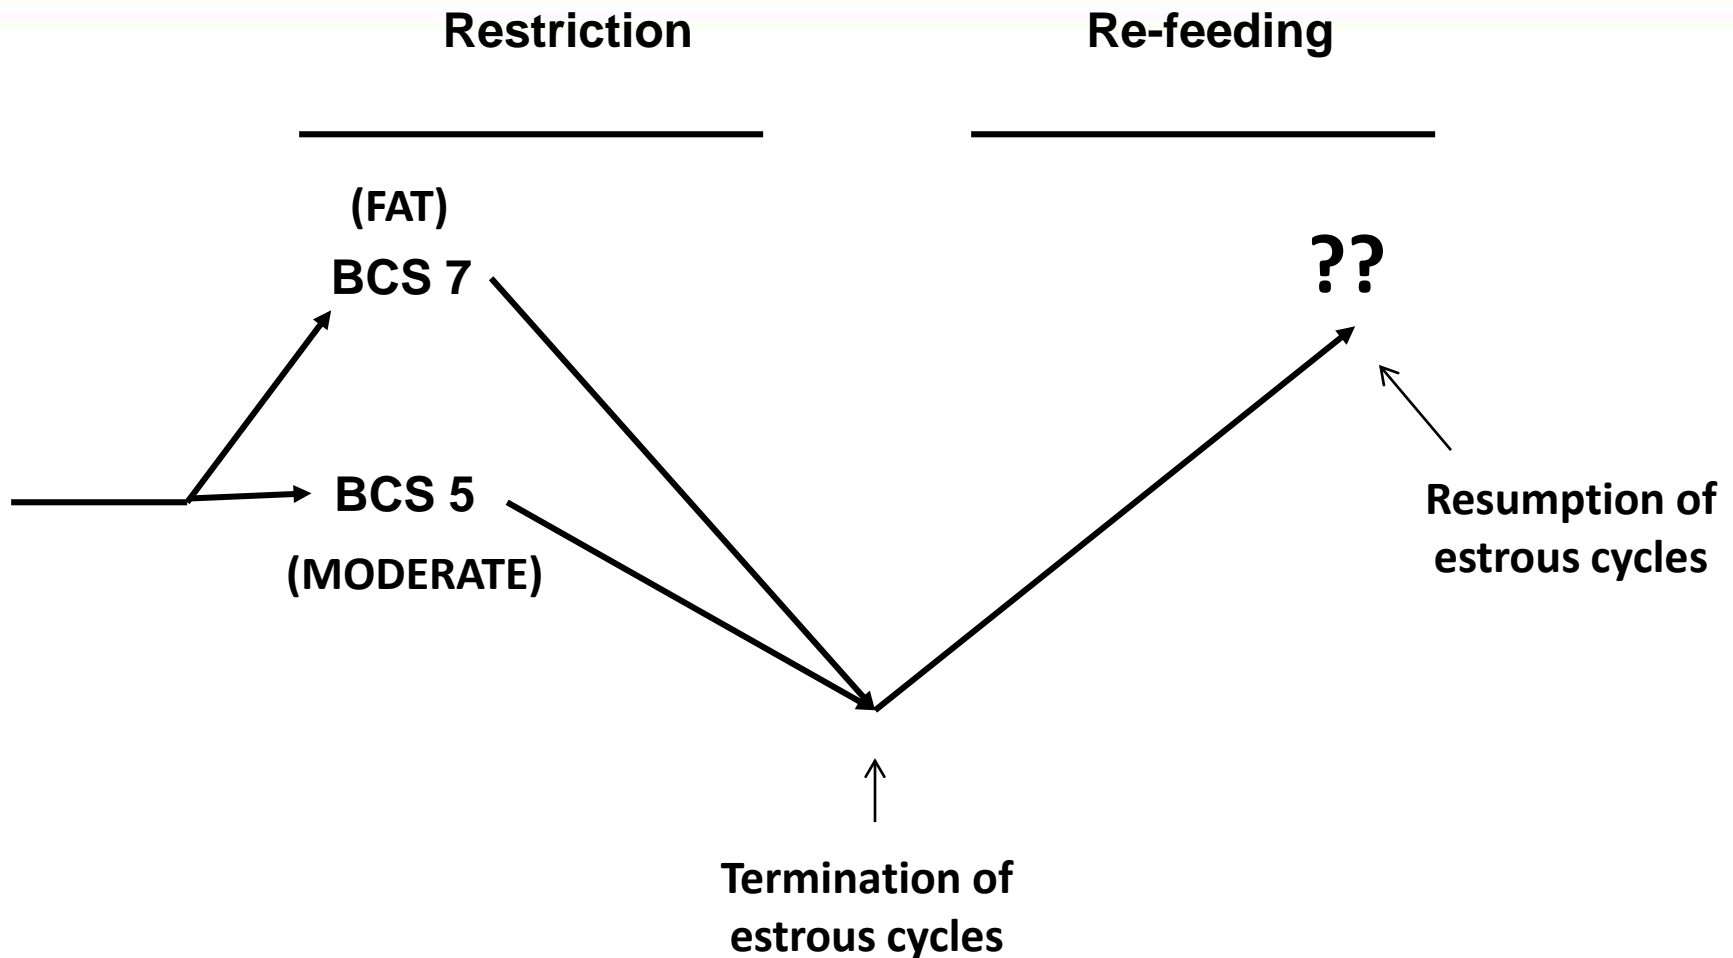 Restriction
Re-feeding
(FAT)
BCS 7
??
BCS 5
(MODERATE)
Resumption of
estrous cycles
Termination of
estrous cycles